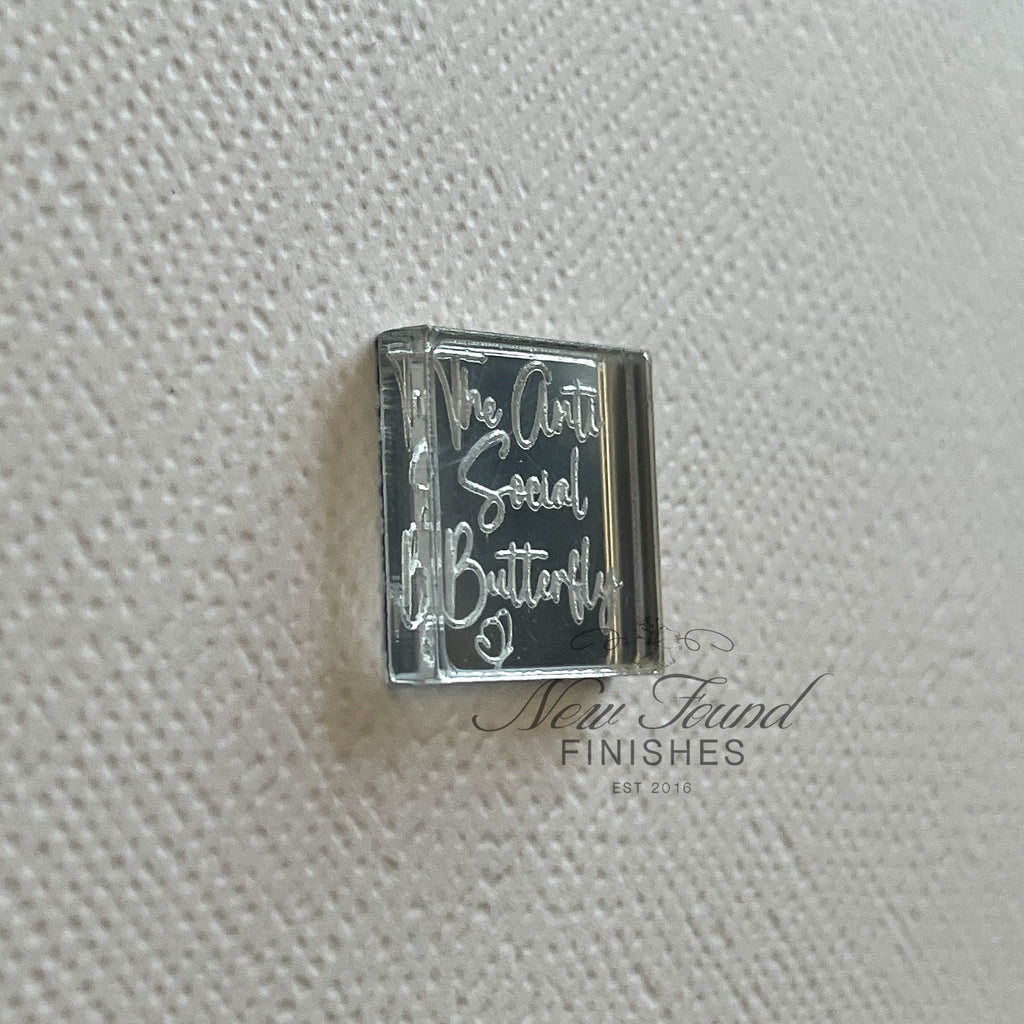 The Anti
Social
Butterfly
New Found
FINISHES
EST 2016